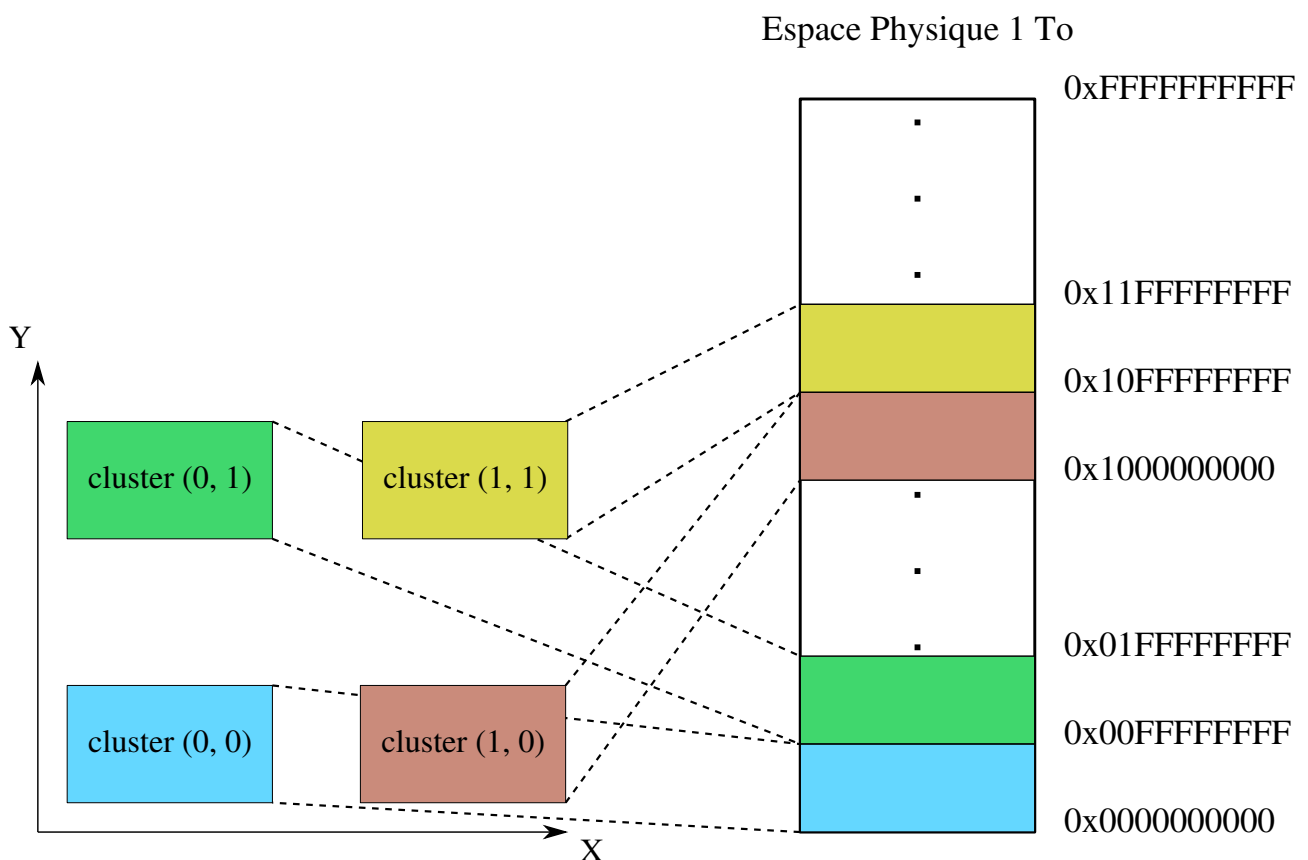 Espace Physique 1 To
0xFFFFFFFFFF
0x11FFFFFFFF
Y
0x10FFFFFFFF
cluster (0, 1)
cluster (1, 1)
0x1000000000
0x01FFFFFFFF
0x00FFFFFFFF
cluster (0, 0)
cluster (1, 0)
0x0000000000
X